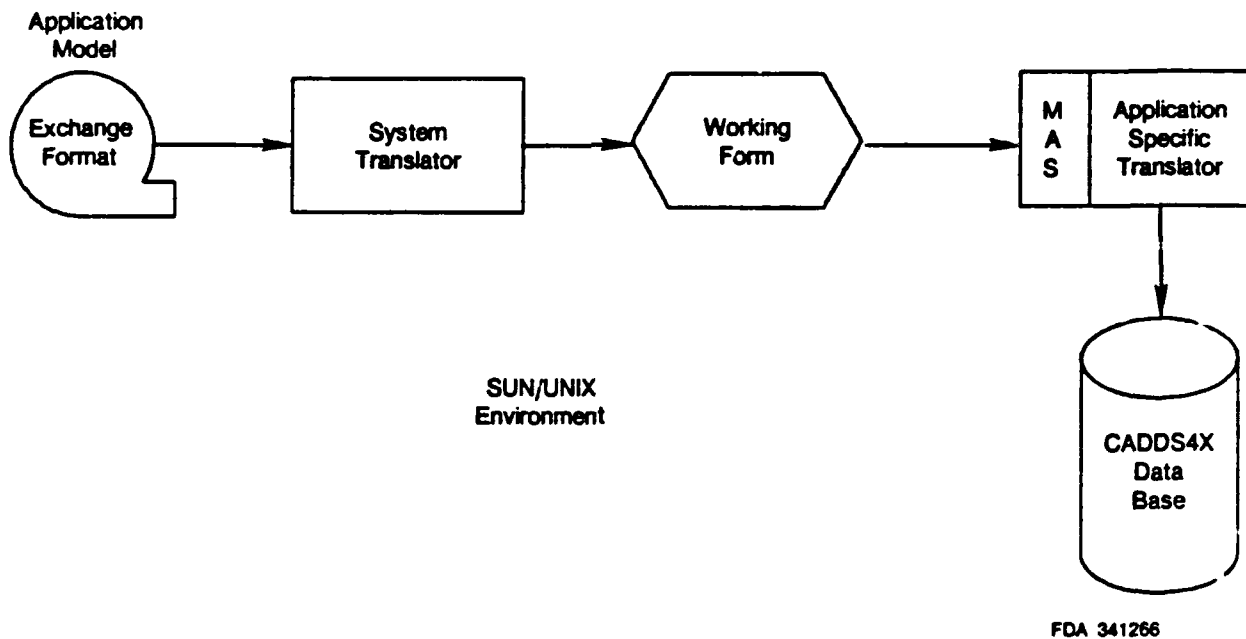 Application
Model
Exchange
Format
System
Translator
Working
Form
M
A
S
Application
Specific
Translator
SUN/UNIX
Environment
CADDS4X
Data
Base
FDA 341266